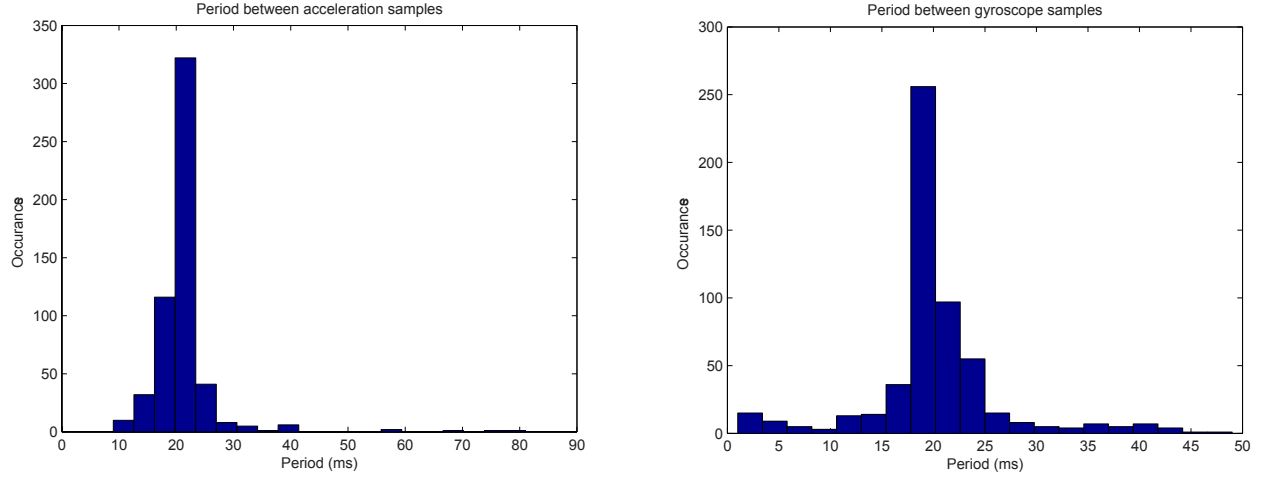 Period between acceleration samples
350
300
250
200
150
100
50
0
Occurance
0 10 20 30 40 50 60 70 80 90
Period (ms)
Period between gyroscope samples
300
250
200
150
100
50
0
Occurance
0 5 10 15 20 25 30 35 40 45 50
Period (ms)